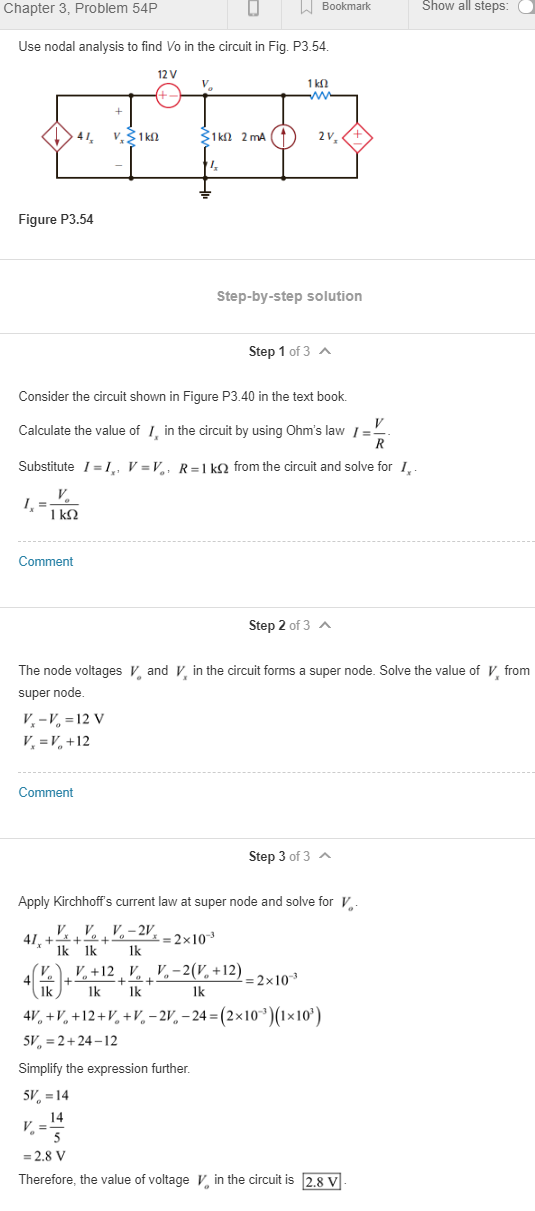 Chapter 3, Problem 54P
Bookmark
Show all steps:
Use nodal analysis to find Vo in the circuit in Fig. P3.54.
12 V
Vₒ
1 kΩ
+ −
+
4 Iₓ
Vₓ
1 kΩ
1 kΩ
2 mA
2 Vₓ
+
−
−
Iₓ
Figure P3.54
Step-by-step solution
Step 1 of 3
Consider the circuit shown in Figure P3.40 in the text book.
Calculate the value of Iₓ in the circuit by using Ohm's law I = V/R.
Substitute I = Iₓ, V = Vₒ, R = 1 kΩ from the circuit and solve for Iₓ.
Iₓ = Vₒ/1 kΩ
Comment
Step 2 of 3
The node voltages Vₒ and Vₓ in the circuit forms a super node. Solve the value of Vₓ from
super node.
Vₓ − Vₒ = 12 V
Vₓ = Vₒ + 12
Comment
Step 3 of 3
Apply Kirchhoff's current law at super node and solve for Vₒ.
4Iₓ + Vₓ/1k + Vₒ/1k + (Vₒ − 2Vₓ)/1k = 2×10⁻³
4(Vₒ/1k) + (Vₒ + 12)/1k + Vₒ/1k + (Vₒ − 2(Vₒ + 12))/1k = 2×10⁻³
4Vₒ + Vₒ + 12 + Vₒ + Vₒ − 2Vₒ − 24 = (2×10⁻³)(1×10³)
5Vₒ = 2 + 24 − 12
Simplify the expression further.
5Vₒ = 14
Vₒ = 14/5
= 2.8 V
Therefore, the value of voltage Vₒ in the circuit is 2.8 V.